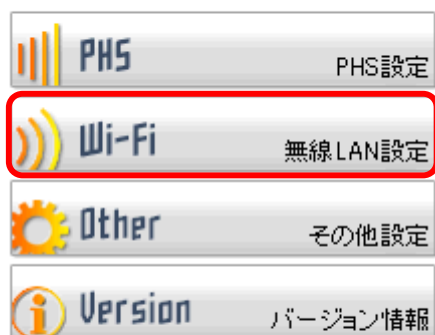 PHS
PHS設定
Wi-Fi
無線LAN設定
Other
その他設定
Version
バージョン情報